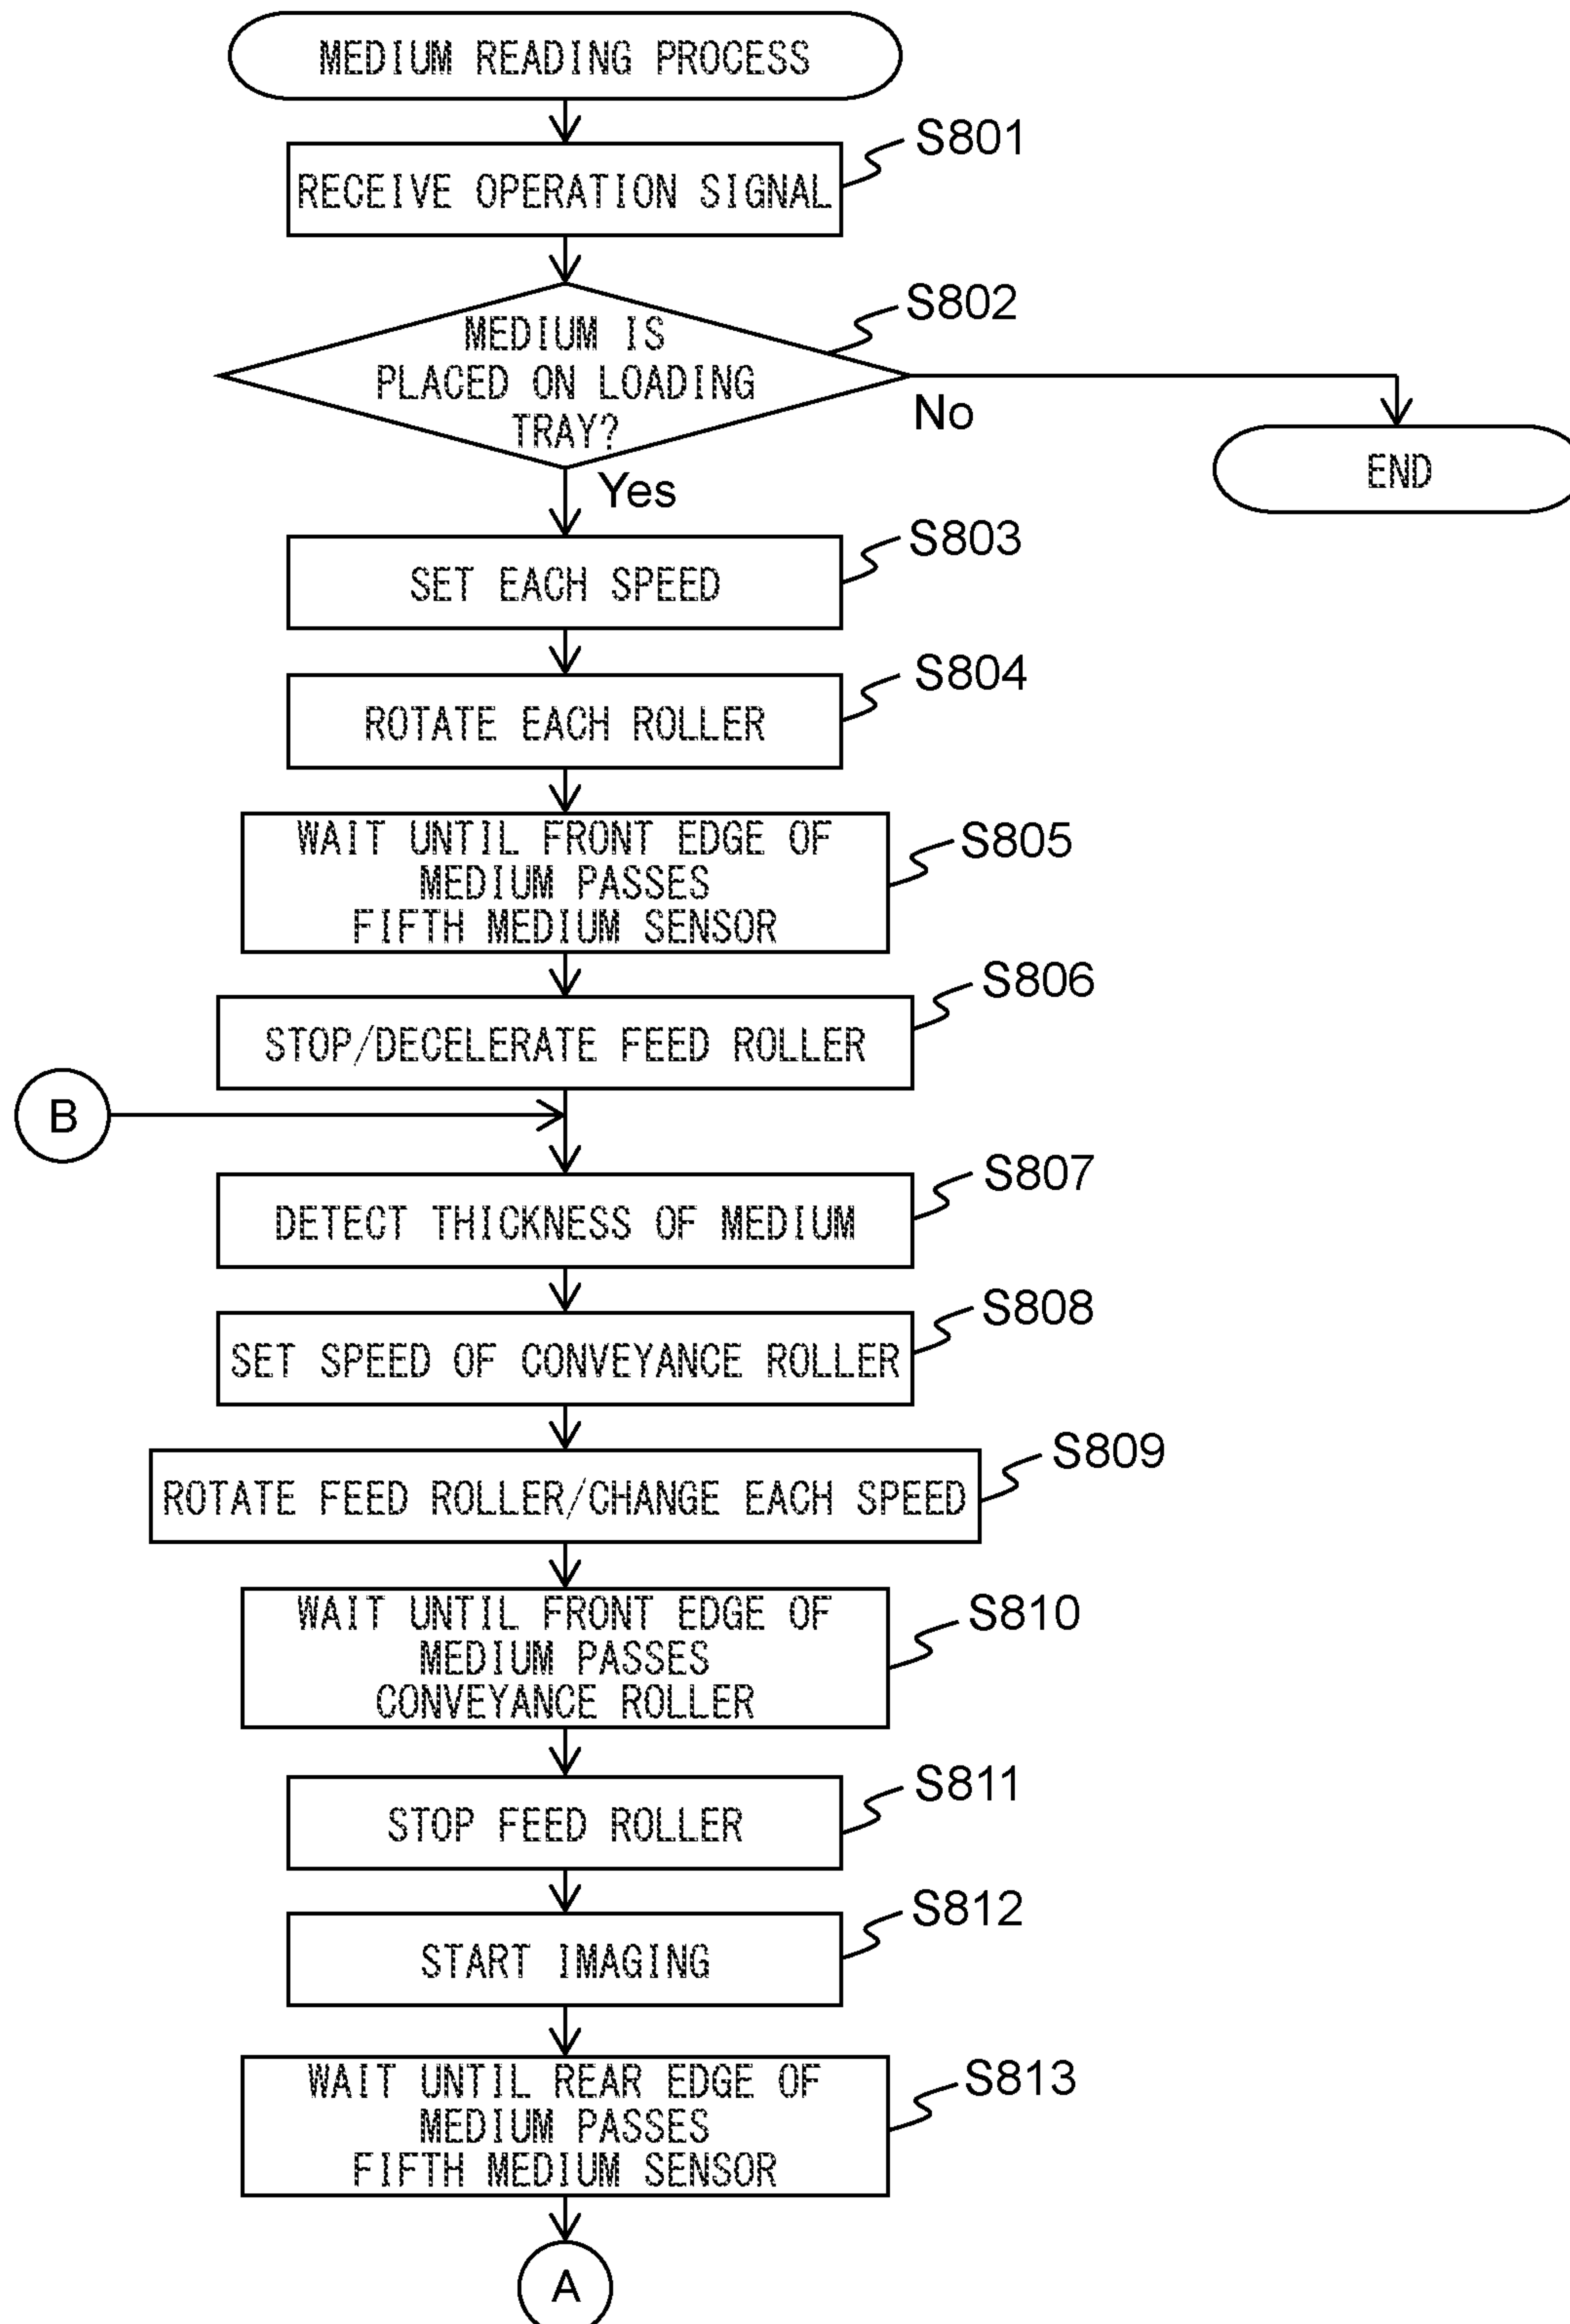 MEDIUM READING PROCESS
S801
RECEIVE OPERATION SIGNAL
S802
MEDIUM IS
PLACED ON LOADING
TRAY?
No
END
Yes
S803
SET EACH SPEED
S804
ROTATE EACH ROLLER
S805
WAIT UNTIL FRONT EDGE OF
MEDIUM PASSES
FIFTH MEDIUM SENSOR
S806
STOP/DECELERATE FEED ROLLER
B
S807
DETECT THICKNESS OF MEDIUM
S808
SET SPEED OF CONVEYANCE ROLLER
S809
ROTATE FEED ROLLER/CHANGE EACH SPEED
S810
WAIT UNTIL FRONT EDGE OF
MEDIUM PASSES
CONVEYANCE ROLLER
S811
STOP FEED ROLLER
S812
START IMAGING
S813
WAIT UNTIL REAR EDGE OF
MEDIUM PASSES
FIFTH MEDIUM SENSOR
A